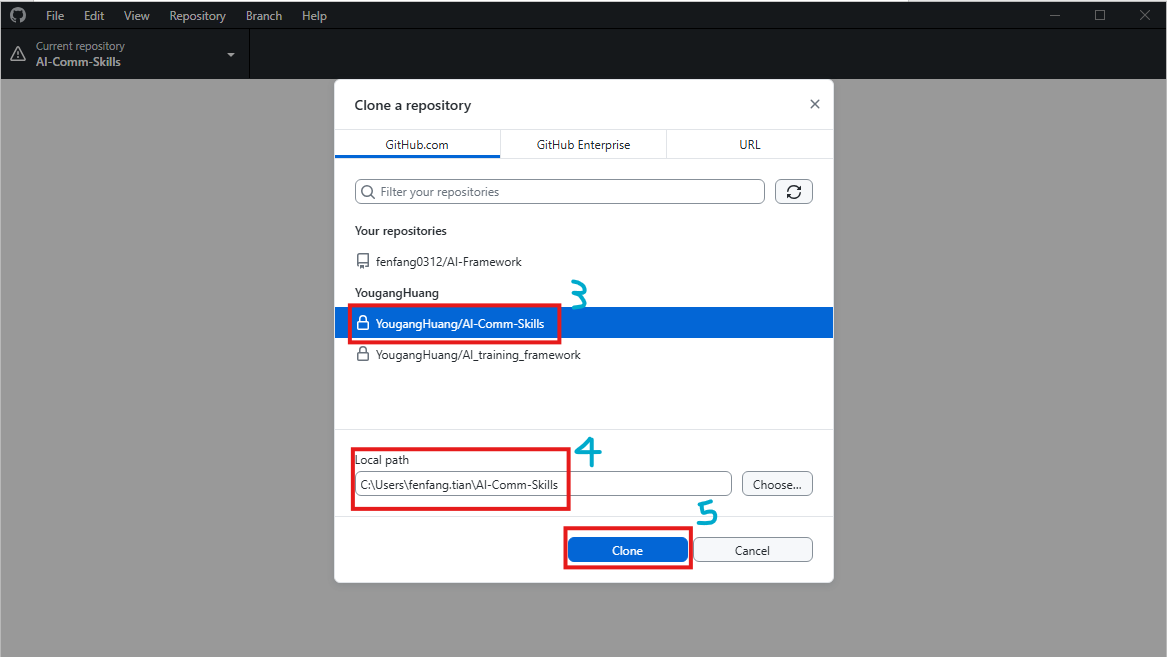 File Edit View Repository Branch Help
Current repository
AI-Comm-Skills
Clone a repository
GitHub.com GitHub Enterprise URL
Filter your repositories
Your repositories
fenfang0312/AI-Framework
YougangHuang
3
YougangHuang/AI-Comm-Skills
YougangHuang/AI_training_framework
4
Local path
C:\Users\fenfang.tian\AI-Comm-Skills Choose...
5
Clone Cancel